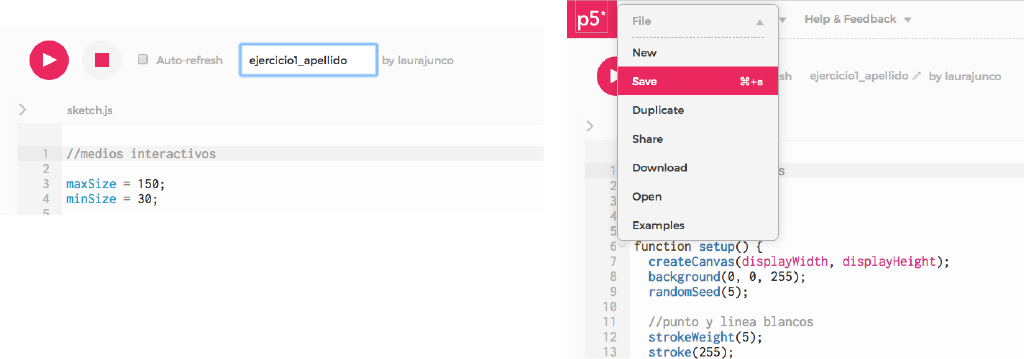 Auto-refresh ejercicio1_apellido by laurajunco
sketch.js
1 //medios interactivos
2
3 maxSize = 150;
4 minSize = 30;
5
p5* File Help & Feedback
New
Save ⌘+s
Duplicate
Share
Download
Open
Examples
sh ejercicio1_apellido by laurajunco
1 s
2
3
4
5
6 function setup() {
7 createCanvas(displayWidth, displayHeight);
8 background(0, 0, 255);
9 randomSeed(5);
10
11 //punto y linea blancos
12 strokeWeight(5);
13 stroke(255);